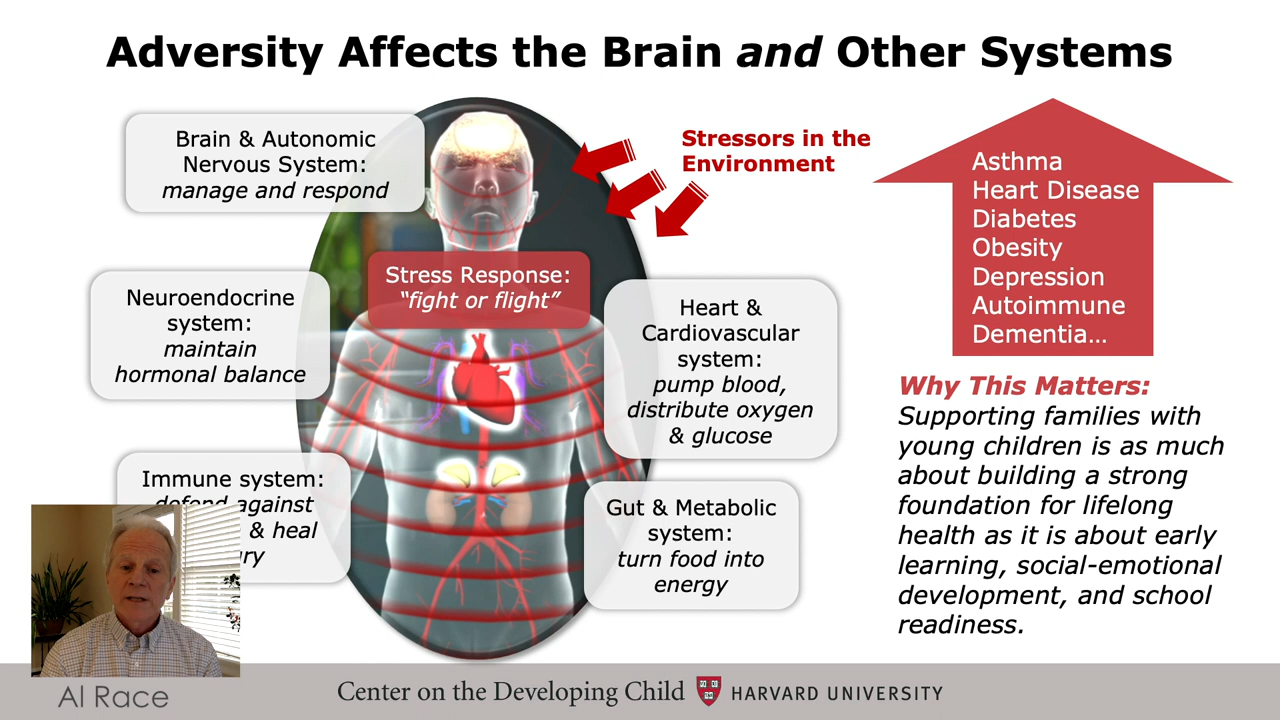 Adversity Affects the Brain and Other Systems
Brain & Autonomic
Nervous System:
manage and respond
Stressors in the
Environment
Asthma
Heart Disease
Diabetes
Obesity
Depression
Autoimmune
Dementia…
Neuroendocrine
system:
maintain
hormonal balance
Stress Response:
“fight or flight”
Heart &
Cardiovascular
system:
pump blood,
distribute oxygen
& glucose
Why This Matters:
Supporting families with
young children is as much
about building a strong
foundation for lifelong
health as it is about early
learning, social-emotional
development, and school
readiness.
Immune system:
against
& heal
Gut & Metabolic
system:
turn food into
energy
Al Race
Center on the Developing Child
HARVARD UNIVERSITY